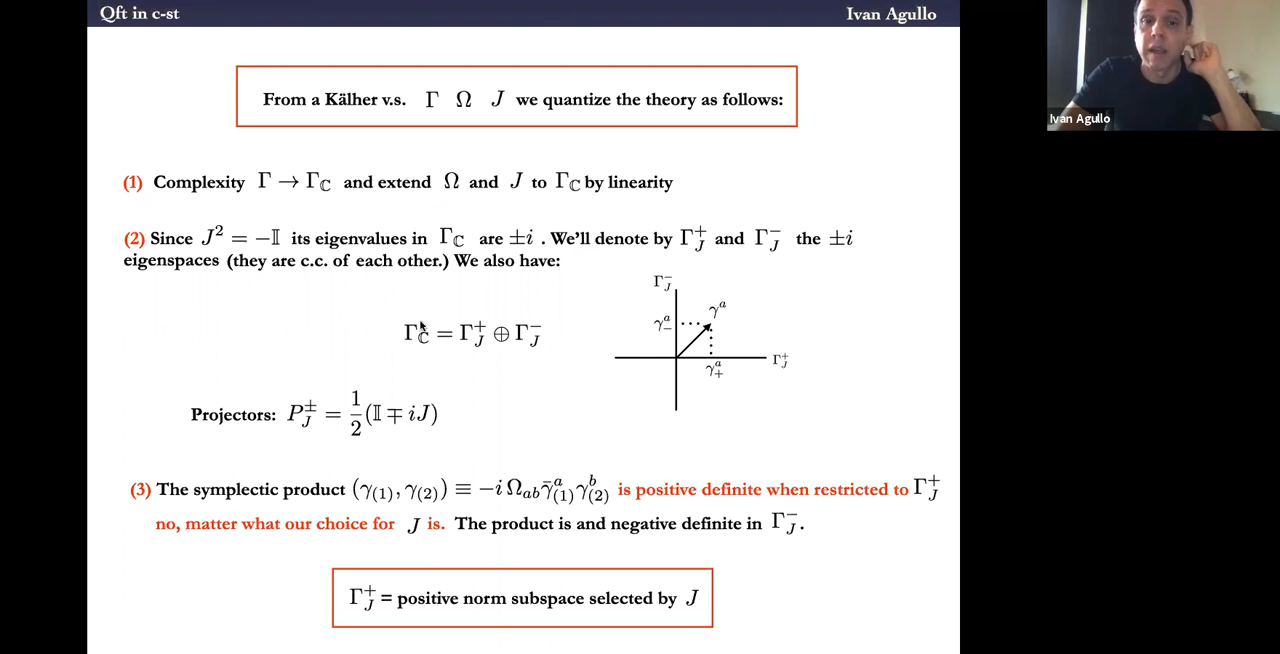 Qft in c-st
Ivan Agullo
From a Kälher v.s. Γ Ω J we quantize the theory as follows:
(1) Complexity Γ → Γ_ℂ and extend Ω and J to Γ_ℂ by linearity
(2) Since J² = −𝕀 its eigenvalues in Γ_ℂ are ±i . We'll denote by Γ_J^+ and Γ_J^- the ±i
eigenspaces (they are c.c. of each other.) We also have:
Γ_ℂ = Γ_J^+ ⊕ Γ_J^-
Γ_J^-
γ^a
γ_-^a
Γ_J^+
γ_+^a
Projectors: P_J^± = 1/2 (𝕀 ∓ iJ)
(3) The symplectic product (γ_(1), γ_(2)) ≡ −i Ω_ab γ̄^a_(1) γ^b_(2) is positive definite when restricted to Γ_J^+
no, matter what our choice for J is. The product is and negative definite in Γ_J^-.
Γ_J^+ = positive norm subspace selected by J
Ivan Agullo